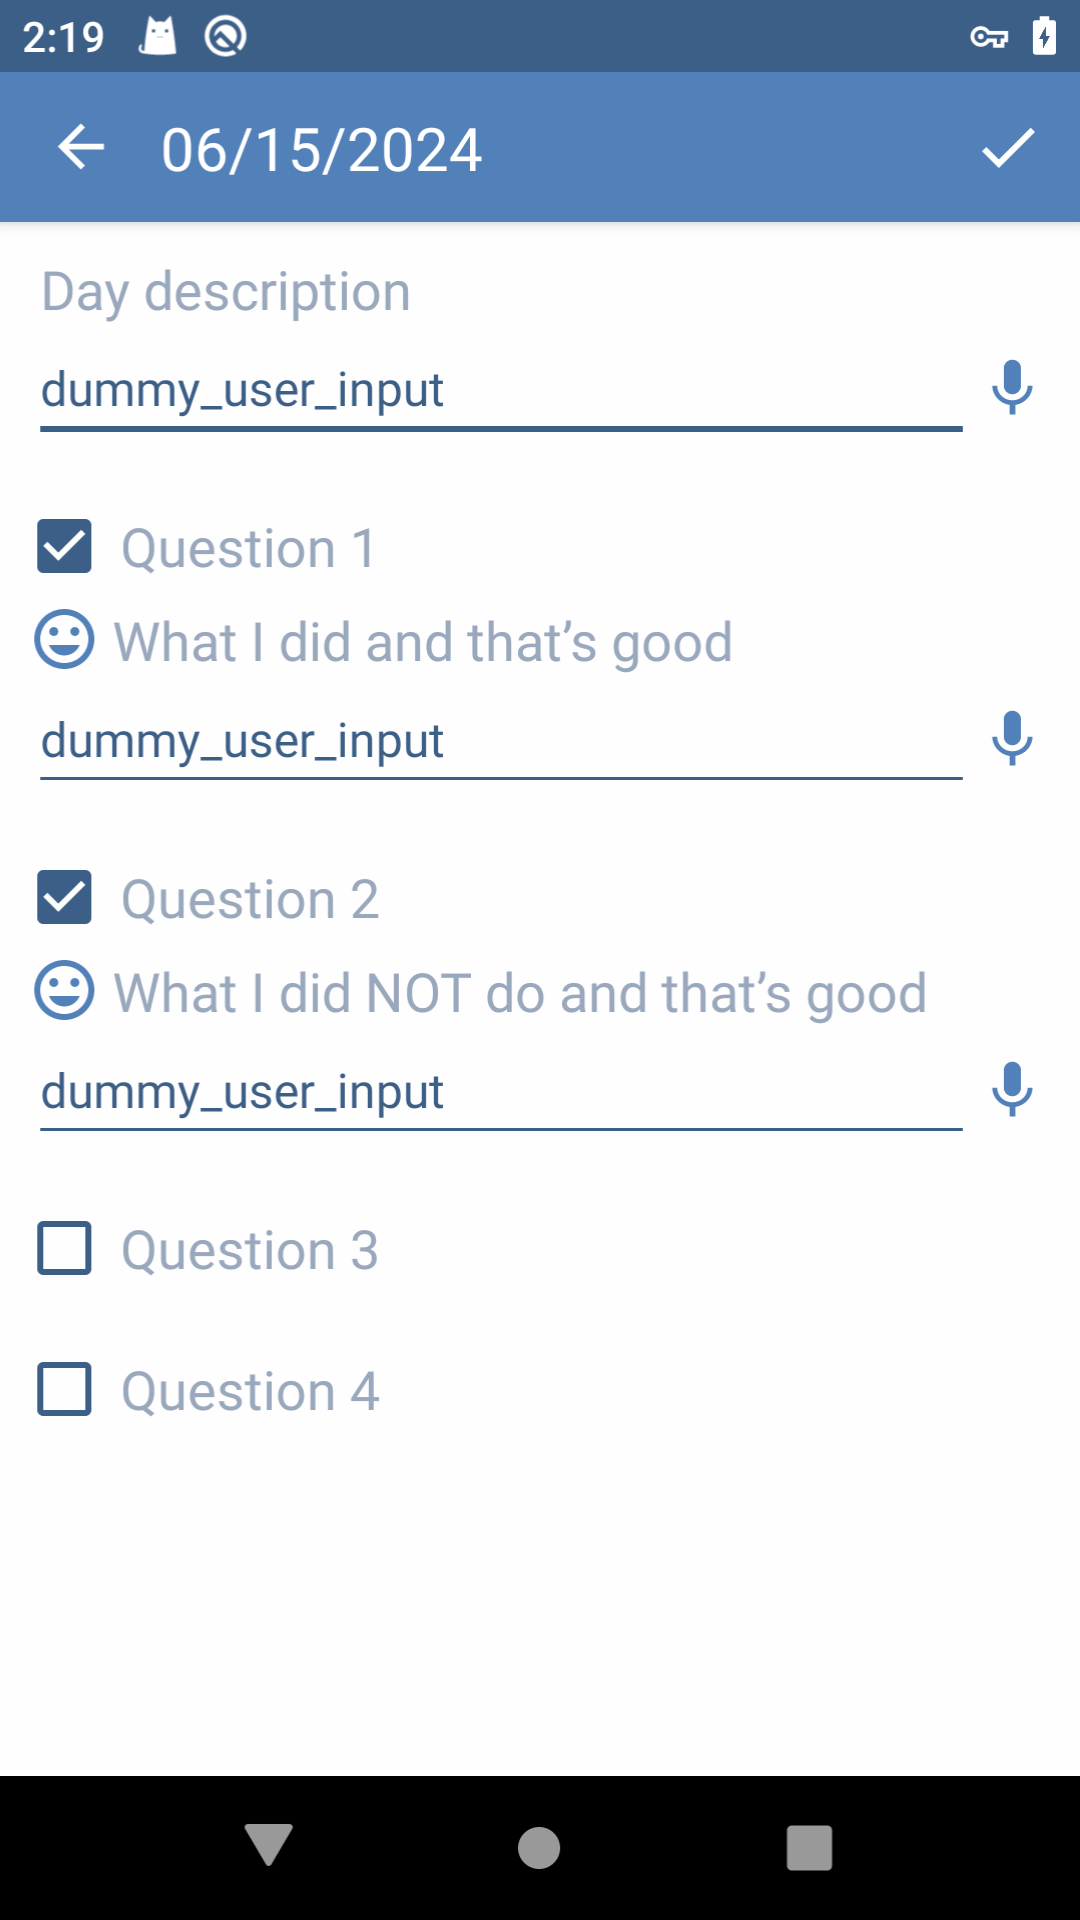 2:19
06/15/2024
Day description
dummy_user_input
Question 1
What I did and that’s good
dummy_user_input
Question 2
What I did NOT do and that’s good
dummy_user_input
Question 3
Question 4